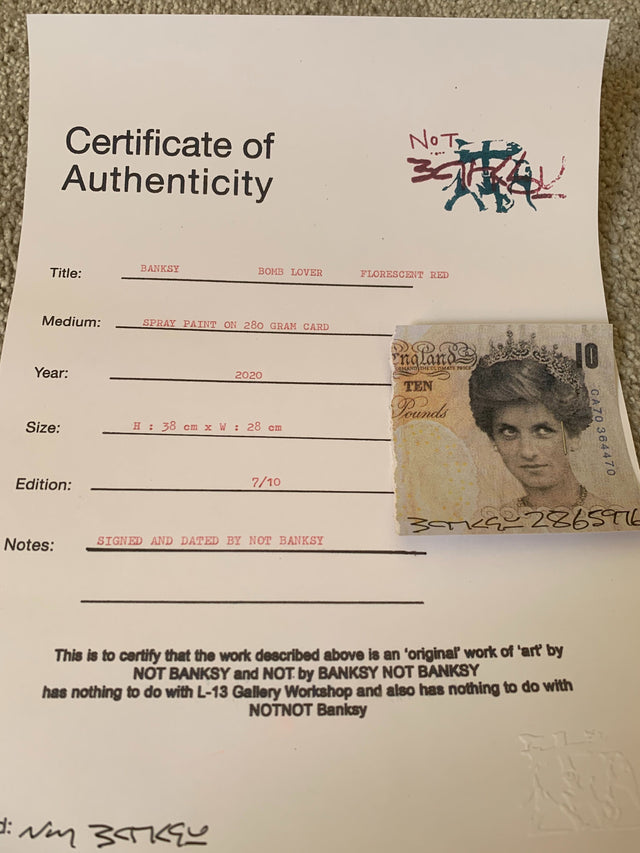 Certificate of
Authenticity
NOT
Title: BANKSY BOMB LOVER FLORESCENT RED
Medium: SPRAY PAINT ON 280 GRAM CARD
Year: 2020
Size: H : 38 cm x W : 28 cm
Edition: 7/10
Notes: SIGNED AND DATED BY NOT BANKSY
England
TEN
Pounds
10
CA70 364470
2865976
This is to certify that the work described above is an 'original' work of 'art' by
NOT BANKSY and NOT by BANKSY NOT BANKSY
has nothing to do with L-13 Gallery Workshop and also has nothing to do with
NOTNOT Banksy